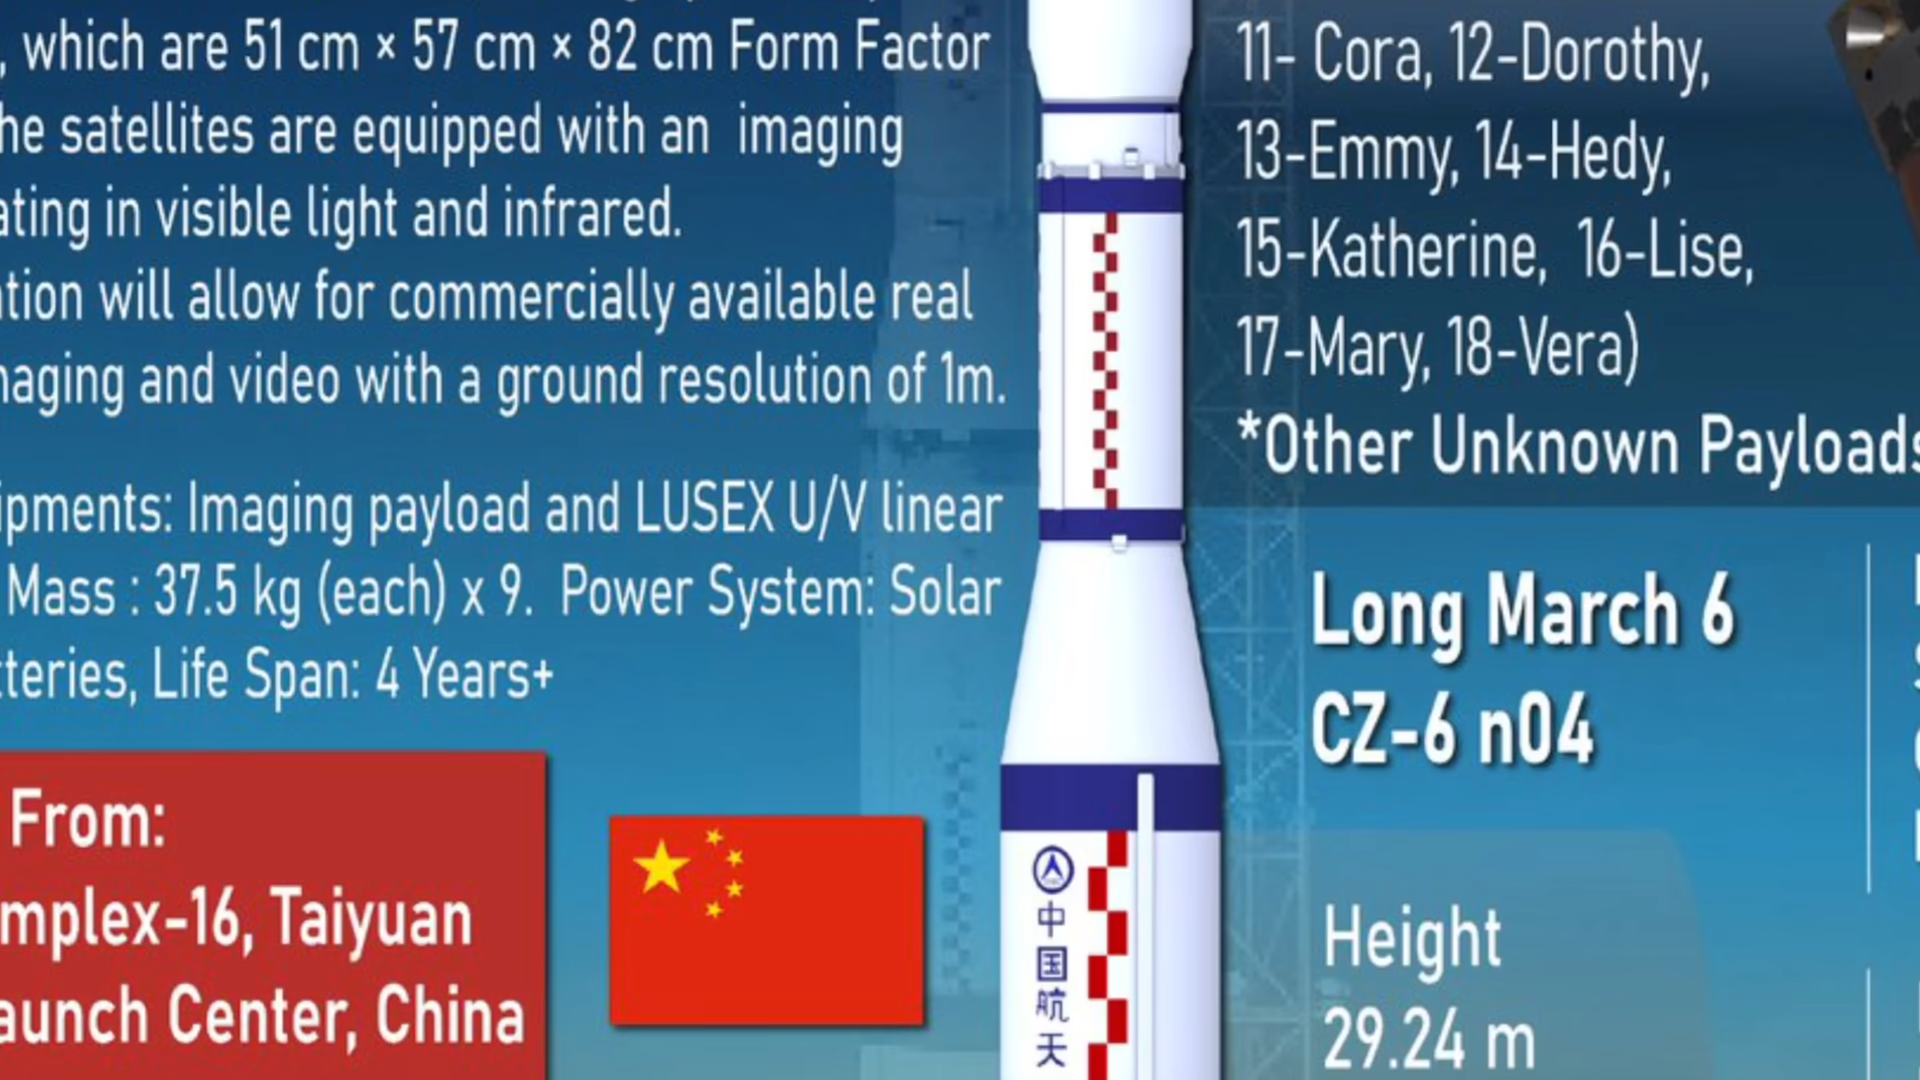 , which are 51 cm × 57 cm × 82 cm Form Factor
he satellites are equipped with an imaging
ating in visible light and infrared.
ation will allow for commercially available real
naging and video with a ground resolution of 1m.
ipments: Imaging payload and LUSEX U/V linear
Mass : 37.5 kg (each) x 9. Power System: Solar
tteries, Life Span: 4 Years+
From:
mplex-16, Taiyuan
aunch Center, China
中
国
航
天
11- Cora, 12-Dorothy,
13-Emmy, 14-Hedy,
15-Katherine, 16-Lise,
17-Mary, 18-Vera)
*Other Unknown Payloads
Long March 6
CZ-6 n04
Height
29.24 m